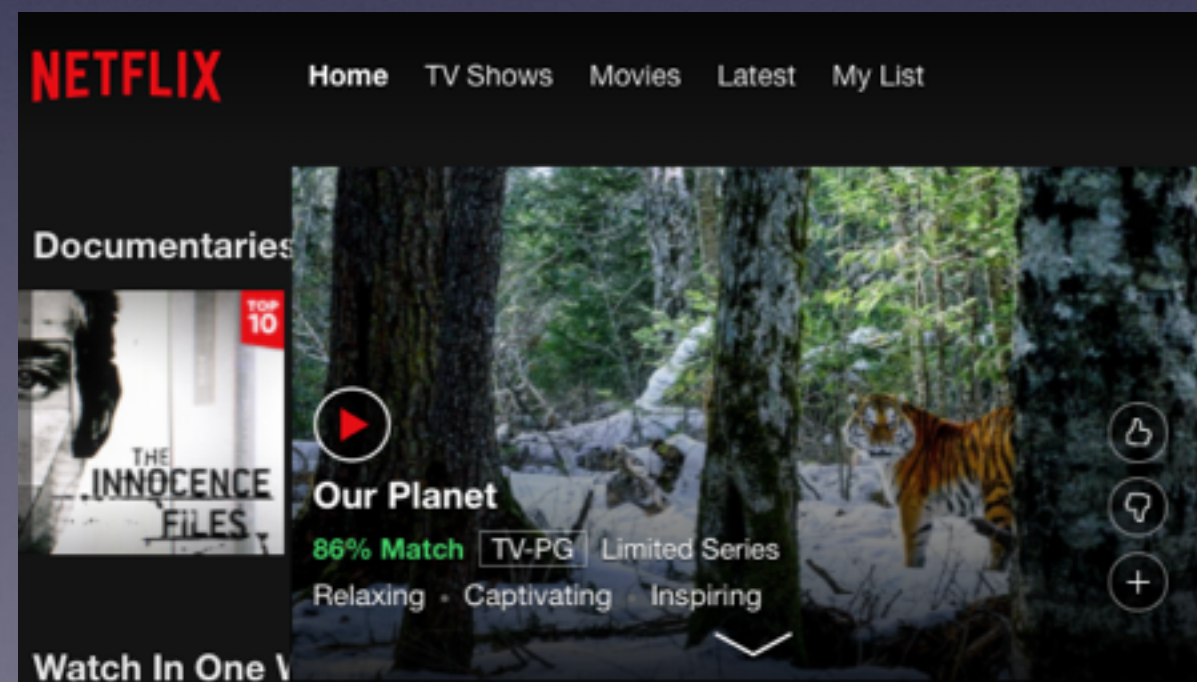 NETFLIX
Home TV Shows Movies Latest My List
Documentaries
TOP
10
THE
INNOCENCE
FILES
Our Planet
86% Match TV-PG Limited Series
Relaxing • Captivating • Inspiring
Watch In One